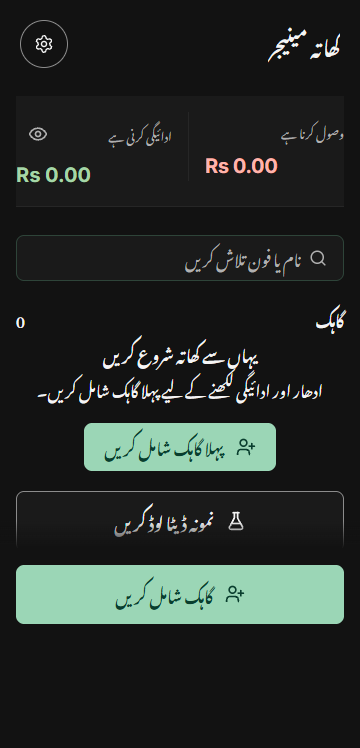 کھاتہ مینیجر
وصول کرنا ہے
Rs 0.00
ادائیگی کرنی ہے
Rs 0.00
نام یا فون تلاش کریں
گاہک
0
یہاں سے کھاتہ شروع کریں
ادھار اور ادائیگی لکھنے کے لیے پہلا گاہک شامل کریں۔
پہلا گاہک شامل کریں
نمونہ ڈیٹا لوڈ کریں
گاہک شامل کریں